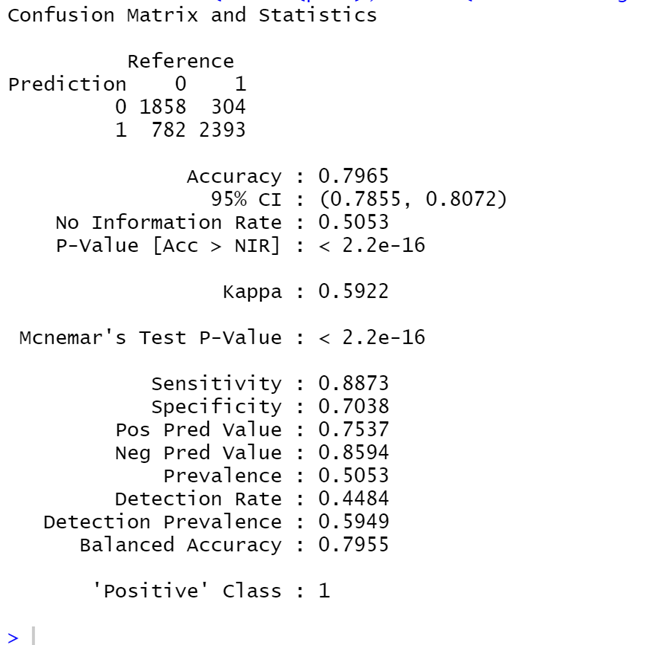 Confusion Matrix and Statistics

          Reference
Prediction    0    1
         0 1858  304
         1  782 2393

               Accuracy : 0.7965
                 95% CI : (0.7855, 0.8072)
    No Information Rate : 0.5053
    P-Value [Acc > NIR] : < 2.2e-16

                  Kappa : 0.5922

 Mcnemar's Test P-Value : < 2.2e-16

            Sensitivity : 0.8873
            Specificity : 0.7038
         Pos Pred Value : 0.7537
         Neg Pred Value : 0.8594
             Prevalence : 0.5053
         Detection Rate : 0.4484
   Detection Prevalence : 0.5949
      Balanced Accuracy : 0.7955

       'Positive' Class : 1

>